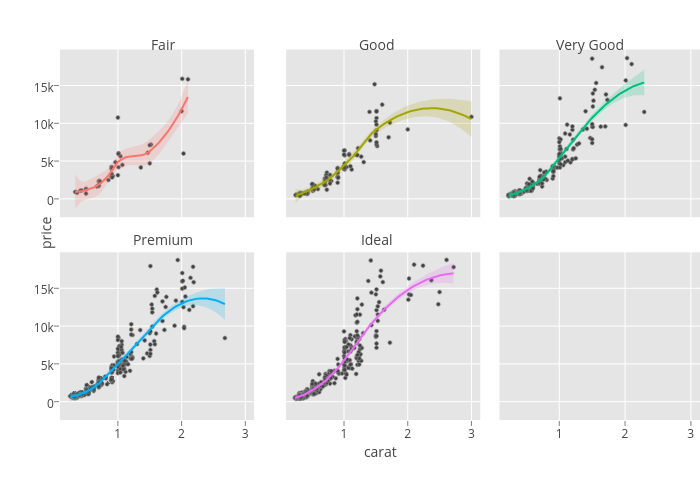 Fair Good Very Good
15k
10k
5k
0
price
Premium Ideal
15k
10k
5k
0
1 2 3 1 2 3 1 2 3
carat